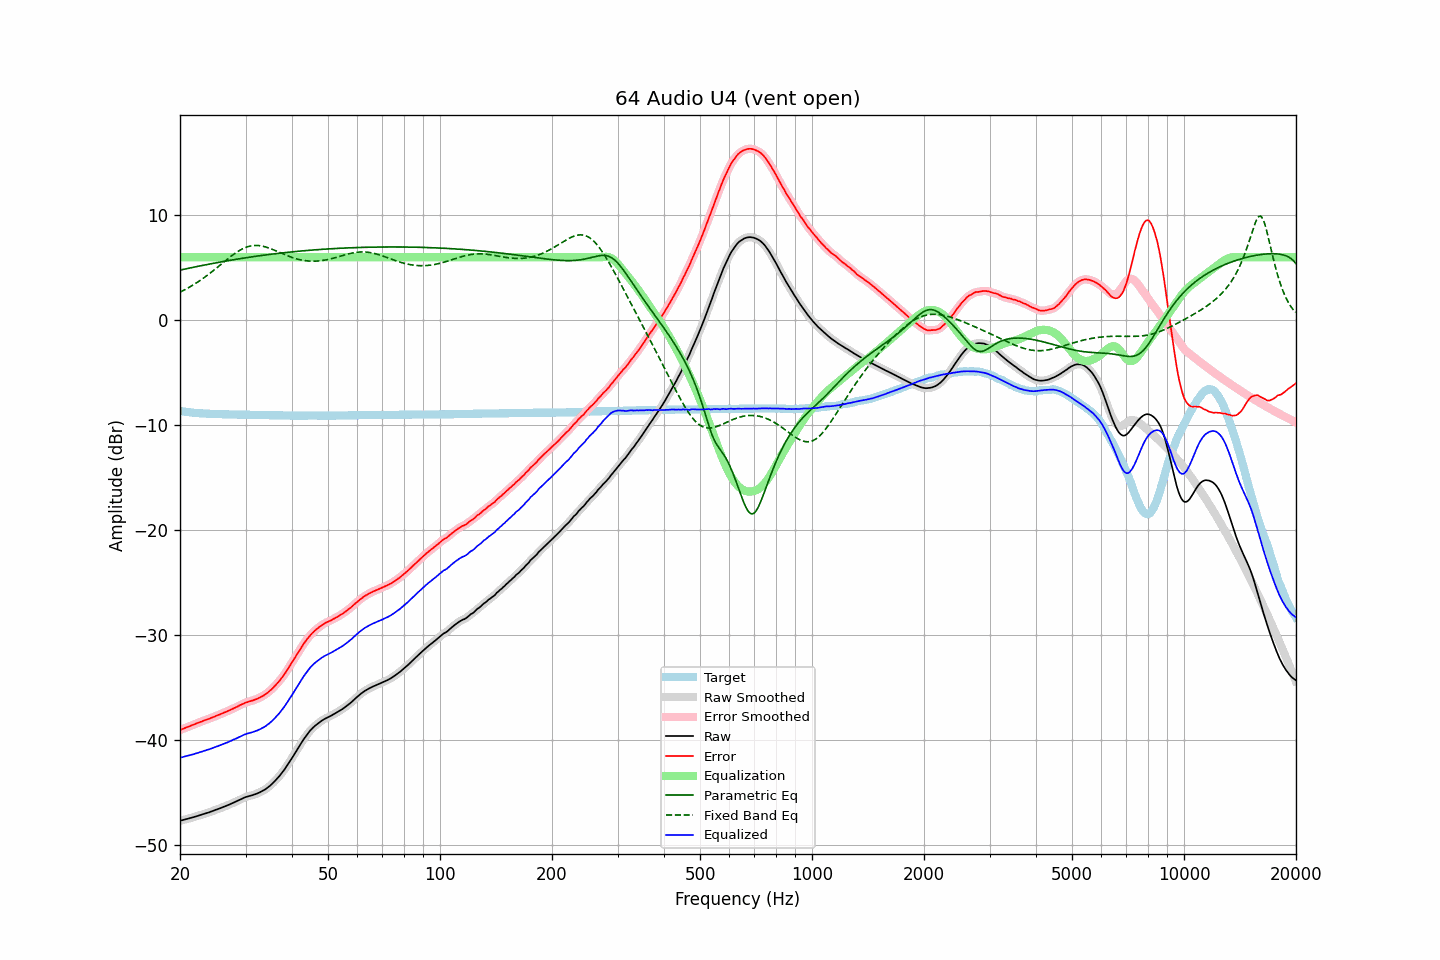 64 Audio U4 (vent open)
Amplitude (dBr)
10
0
−10
−20
−30
−40
−50
Target
Raw Smoothed
Error Smoothed
Raw
Error
Equalization
Parametric Eq
Fixed Band Eq
Equalized
20 50 100 200 500 1000 2000 5000 10000 20000
Frequency (Hz)